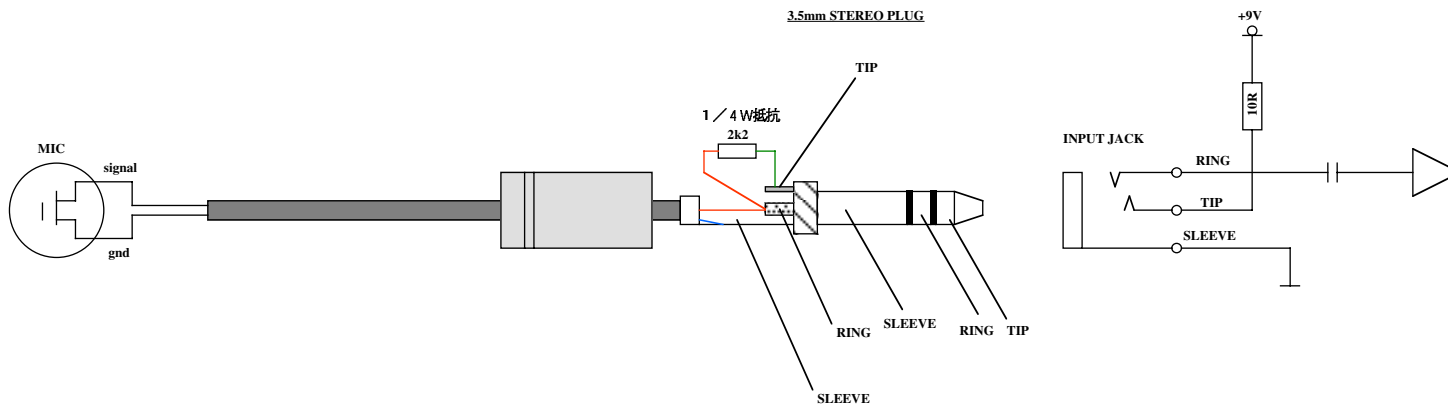 3.5mm STEREO PLUG
+9V
TIP
1／4W抵抗
2k2
10R
INPUT JACK
MIC
signal
RING
TIP
SLEEVE
gnd
RING
SLEEVE
RING
TIP
SLEEVE